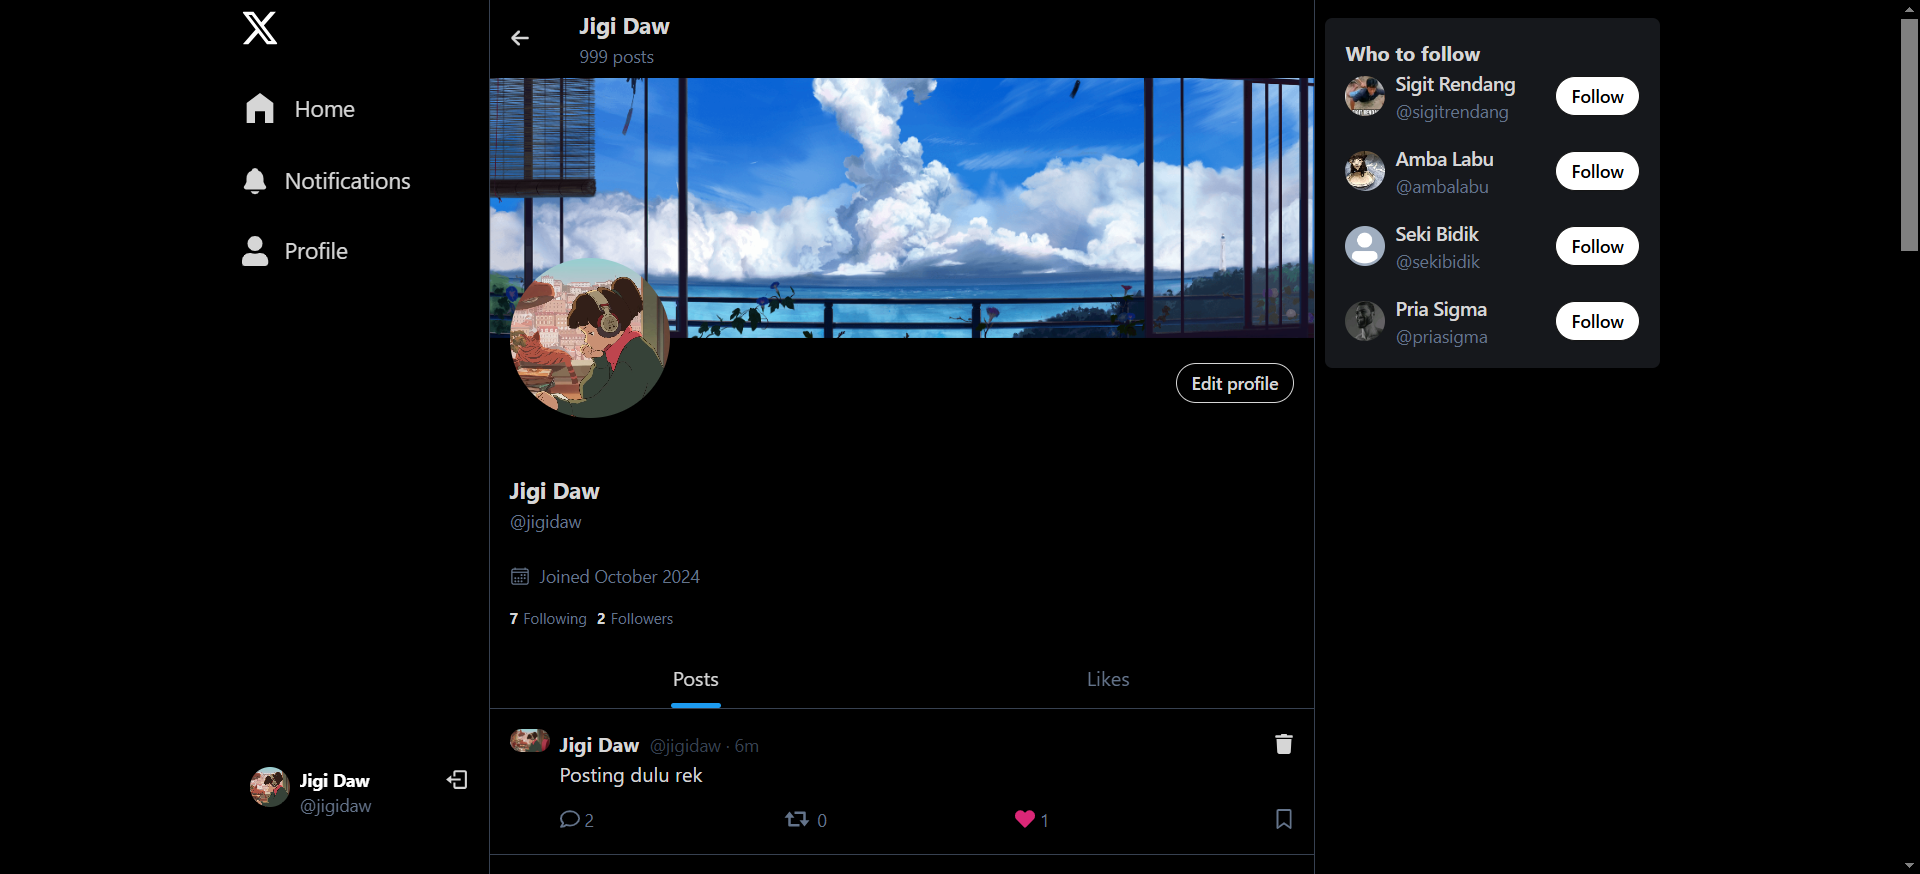 Home
Notifications
Profile
Jigi Daw
@jigidaw
Jigi Daw
999 posts
Edit profile
Jigi Daw
@jigidaw
Joined October 2024
7 Following 2 Followers
Posts Likes
Jigi Daw @jigidaw · 6m
Posting dulu rek
2 0 1
Who to follow
Sigit Rendang
@sigitrendang
Follow
Amba Labu
@ambalabu
Follow
Seki Bidik
@sekibidik
Follow
Pria Sigma
@priasigma
Follow